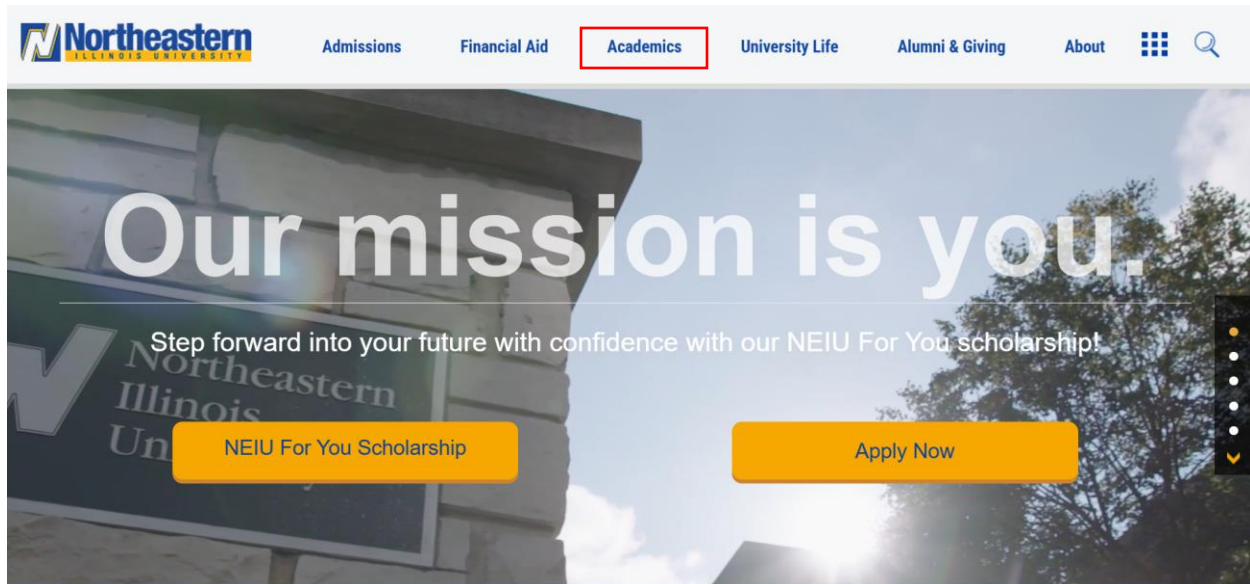 Northeastern
ILLINOIS UNIVERSITY
Admissions
Financial Aid
Academics
University Life
Alumni & Giving
About
Our mission is you.
Step forward into your future with confidence with our NEIU For You scholarship!
Northeastern
Illinois
Un
NEIU For You Scholarship
Apply Now